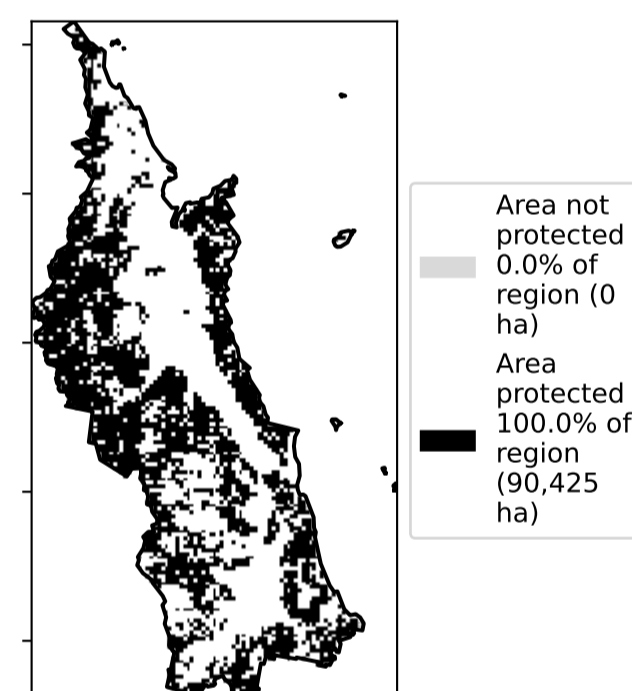 Area not
protected
0.0% of
region (0
ha)
Area
protected
100.0% of
region
(90,425
ha)